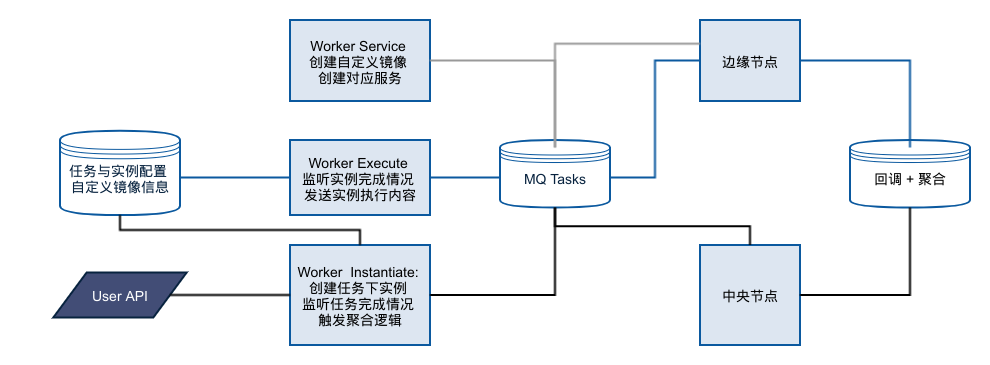 Worker Service
创建自定义镜像
创建对应服务
边缘节点
任务与实例配置
自定义镜像信息
Worker Execute
监听实例完成情况
发送实例执行内容
MQ Tasks
回调 + 聚合
User API
Worker Instantiate:
创建任务下实例
监听任务完成情况
触发聚合逻辑
中央节点